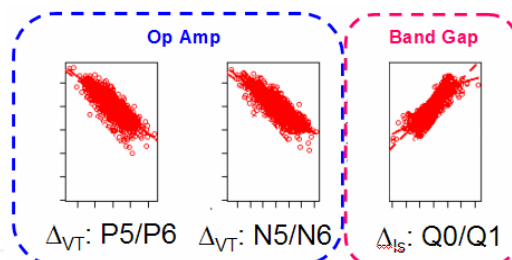 Op Amp
Band Gap
ΔVT: P5/P6
ΔVT: N5/N6
ΔIs: Q0/Q1